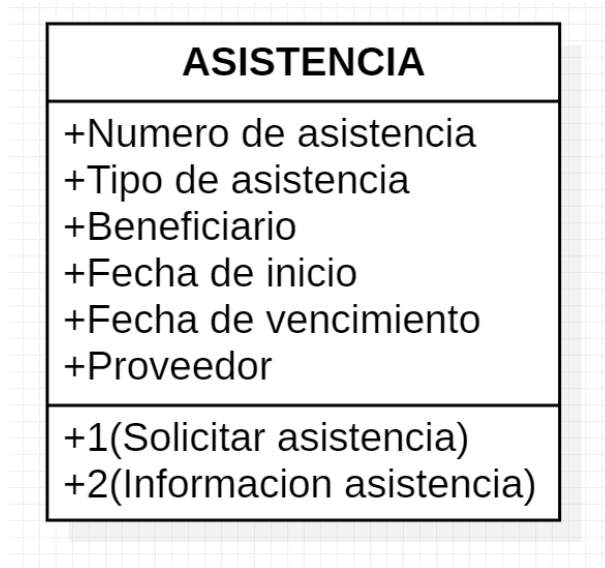 ASISTENCIA
+Numero de asistencia
+Tipo de asistencia
+Beneficiario
+Fecha de inicio
+Fecha de vencimiento
+Proveedor
+1(Solicitar asistencia)
+2(Informacion asistencia)